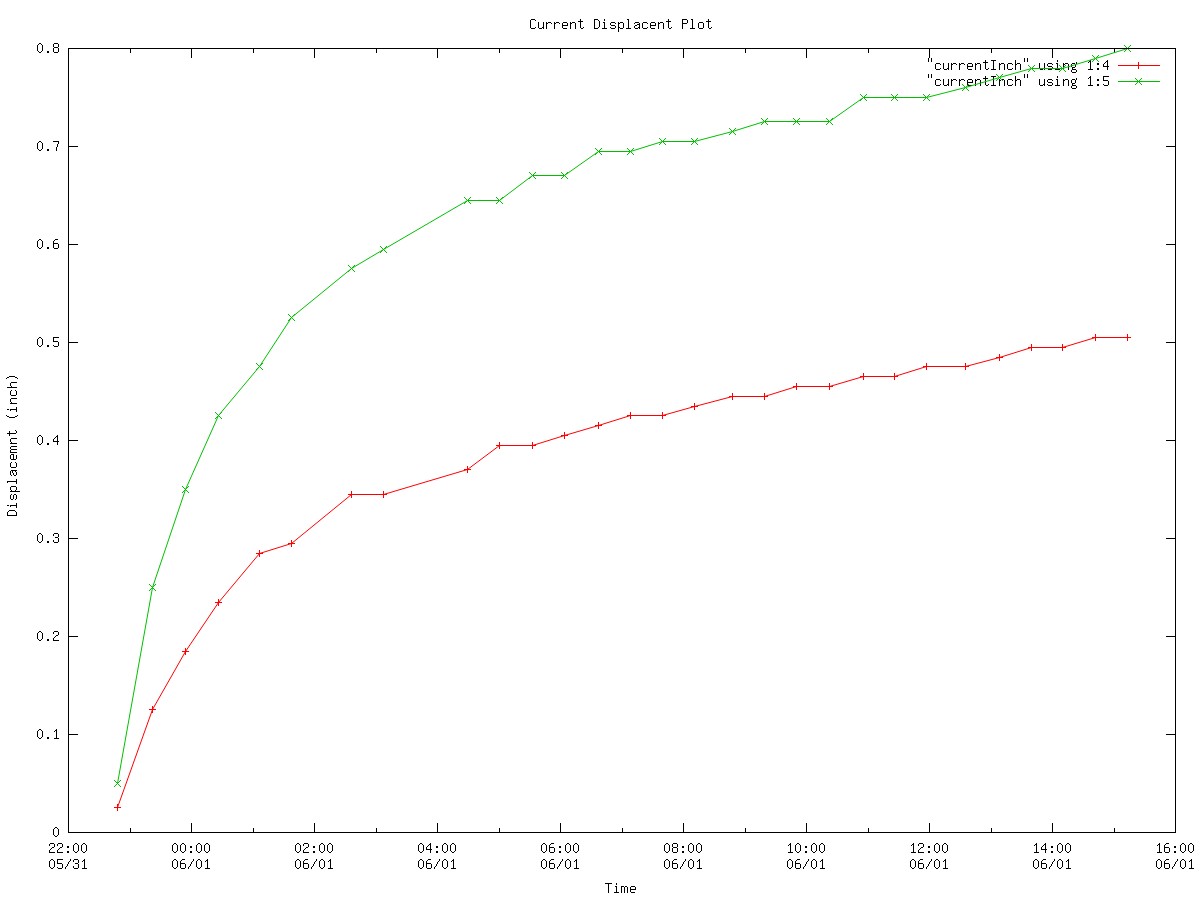 Current Displacent Plot
0.8
"currentInch" using 1:4
"currentInch" using 1:5
0.7
0.6
0.5
0.4
0.3
0.2
0.1
0
Displacemnt (inch)
22:00 00:00 02:00 04:00 06:00 08:00 10:00 12:00 14:00 16:00
05/31 06/01 06/01 06/01 06/01 06/01 06/01 06/01 06/01 06/01
Time